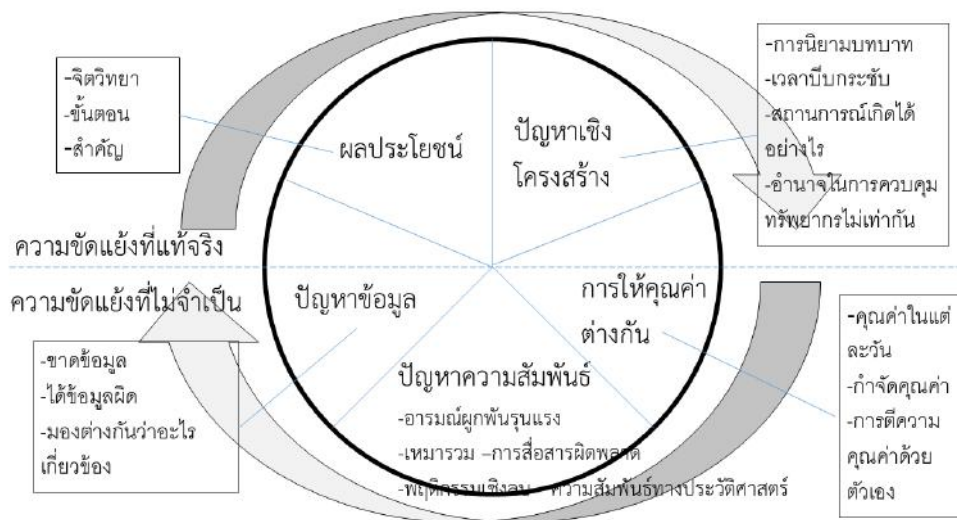 -จิตวิทยา
-ขั้นตอน
-สำคัญ
ผลประโยชน์
ปัญหาเชิง
โครงสร้าง
-การนิยามบทบาท
-เวลาบีบกระชับ
-สถานการณ์เกิดได้
อย่างไร
-อำนาจในการควบคุม
ทรัพยากรไม่เท่ากัน
ความขัดแย้งที่แท้จริง
ความขัดแย้งที่ไม่จำเป็น
ปัญหาข้อมูล
-ขาดข้อมูล
-ได้ข้อมูลผิด
-มองต่างกันว่าอะไร
เกี่ยวข้อง
ปัญหาความสัมพันธ์
-อารมณ์ผูกพันรุนแรง
-เหมารวม –การสื่อสารผิดพลาด
-พฤติกรรมเชิงลบ – ความสัมพันธ์ทางประวัติศาสตร์
การให้คุณค่า
ต่างกัน
-คุณค่าในแต่
ละวัน
-กำจัดคุณค่า
-การตีความ
คุณค่าด้วย
ตัวเอง